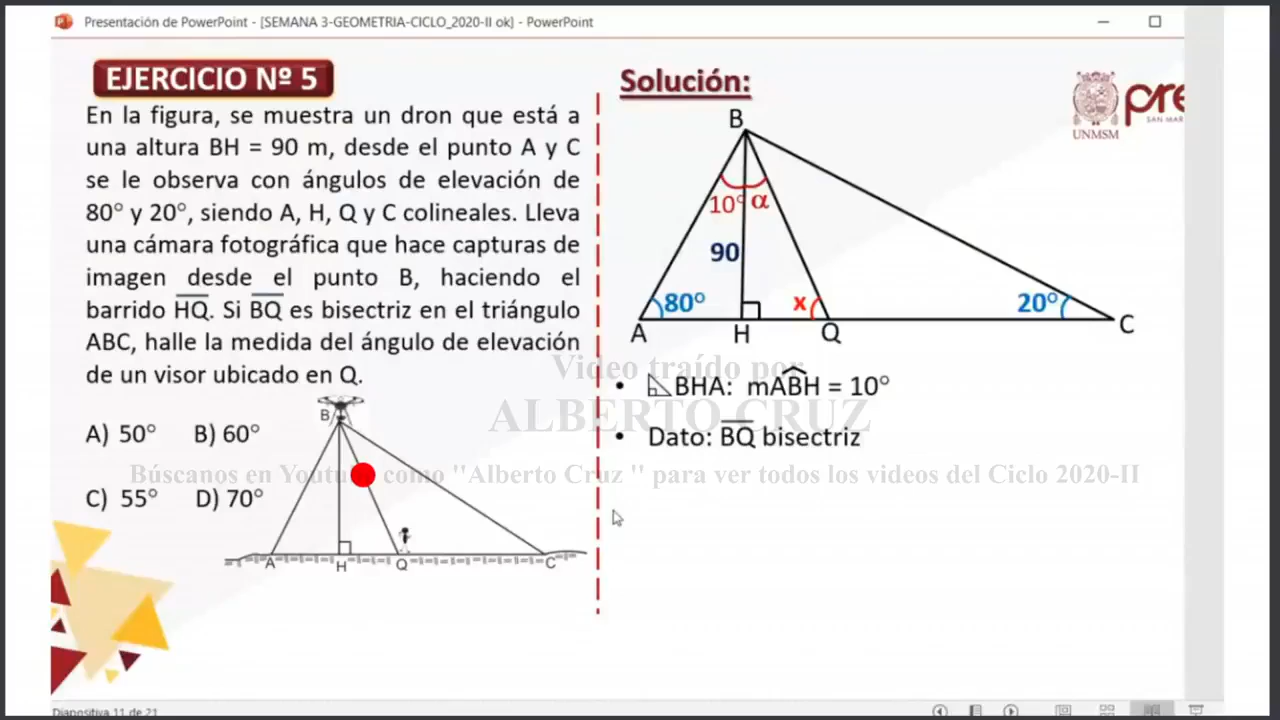 Presentación de PowerPoint - [SEMANA 3-GEOMETRIA-CICLO_2020-II ok] - PowerPoint
EJERCICIO Nº 5
En la figura, se muestra un dron que está a
una altura BH = 90 m, desde el punto A y C
se le observa con ángulos de elevación de
80° y 20°, siendo A, H, Q y C colineales. Lleva
una cámara fotográfica que hace capturas de
imagen desde el punto B, haciendo el
barrido HQ. Si BQ es bisectriz en el triángulo
ABC, halle la medida del ángulo de elevación
de un visor ubicado en Q.
A) 50° B) 60°
C) 55° D) 70°
B
A H Q C
Solución:
UNMSM
pre
SAN MAR
B
10° α
90
80° x 20°
A H Q C
BHA: mABH = 10°
Dato: BQ bisectriz
Video traído por
ALBERTO CRUZ
Búscanos en Youtube como "Alberto Cruz " para ver todos los videos del Ciclo 2020-II
Diapositiva 11 de 21